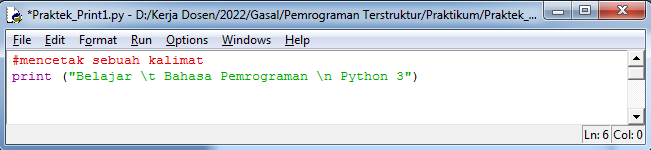 *Praktek_Print1.py - D:/Kerja Dosen/2022/Gasal/Pemrograman Terstruktur/Praktikum/Praktek_...
File Edit Format Run Options Windows Help
#mencetak sebuah kalimat
print ("Belajar \t Bahasa Pemrograman \n Python 3")
Ln: 6 Col: 0